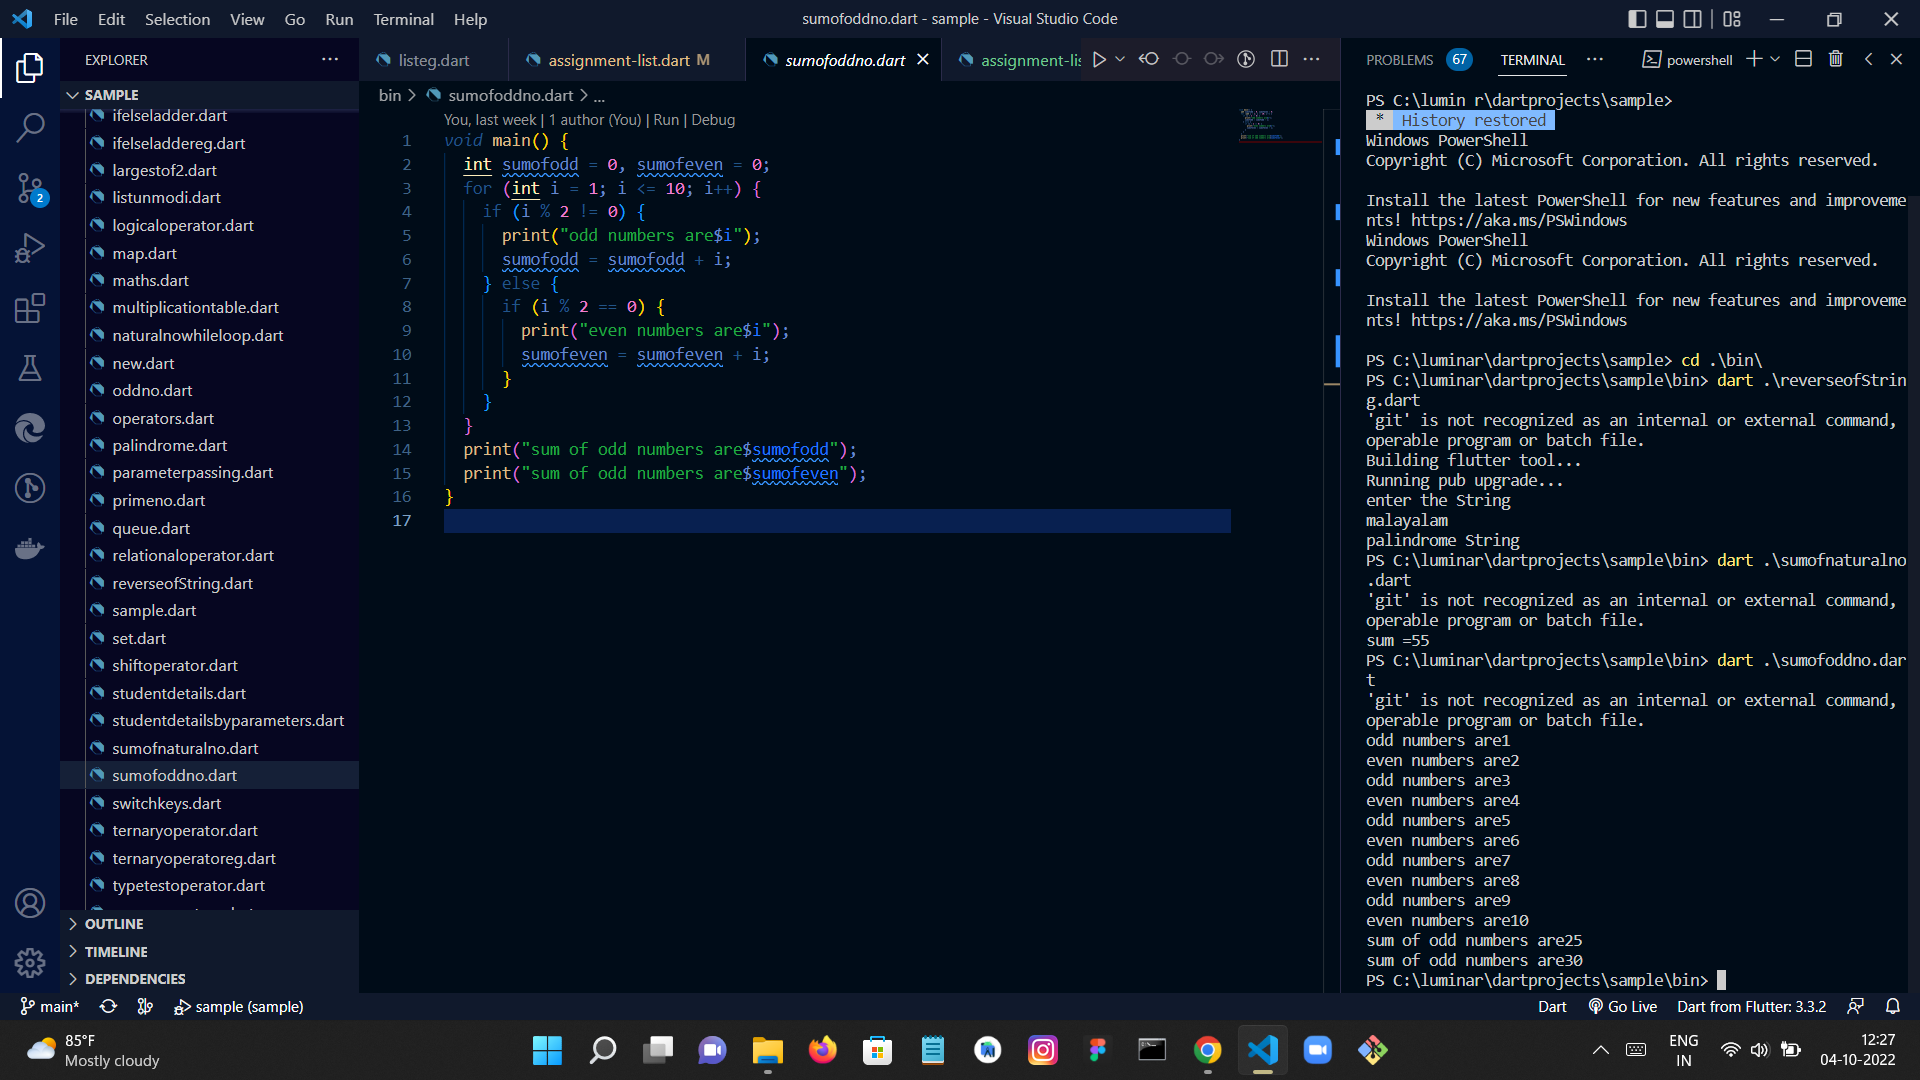 File Edit Selection View Go Run Terminal Help
sumofoddno.dart - sample - Visual Studio Code
EXPLORER
SAMPLE
ifelseladder.dart
ifelseladdereg.dart
largestof2.dart
listunmodi.dart
logicaloperator.dart
map.dart
maths.dart
multiplicationtable.dart
naturalnowhileloop.dart
new.dart
oddno.dart
operators.dart
palindrome.dart
parameterpassing.dart
primeno.dart
queue.dart
relationaloperator.dart
reverseofString.dart
sample.dart
set.dart
shiftoperator.dart
studentdetails.dart
studentdetailsbyparameters.dart
sumofnaturalno.dart
sumofoddno.dart
switchkeys.dart
ternaryoperator.dart
ternaryoperatoreg.dart
typetestoperator.dart
OUTLINE
TIMELINE
DEPENDENCIES
2
listeg.dart
assignment-list.dart M
sumofoddno.dart
assignment-lis
bin > sumofoddno.dart > ...
You, last week | 1 author (You) | Run | Debug
1 void main() {
2 int sumofodd = 0, sumofeven = 0;
3 for (int i = 1; i <= 10; i++) {
4 if (i % 2 != 0) {
5 print("odd numbers are$i");
6 sumofodd = sumofodd + i;
7 } else {
8 if (i % 2 == 0) {
9 print("even numbers are$i");
10 sumofeven = sumofeven + i;
11 }
12 }
13 }
14 print("sum of odd numbers are$sumofodd");
15 print("sum of odd numbers are$sumofeven");
16 }
17
PROBLEMS 67 TERMINAL ... powershell
PS C:\lumin r\dartprojects\sample>
* History restored
Windows PowerShell
Copyright (C) Microsoft Corporation. All rights reserved.
Install the latest PowerShell for new features and improveme
nts! https://aka.ms/PSWindows
Windows PowerShell
Copyright (C) Microsoft Corporation. All rights reserved.
Install the latest PowerShell for new features and improveme
nts! https://aka.ms/PSWindows
PS C:\luminar\dartprojects\sample> cd .\bin\
PS C:\luminar\dartprojects\sample\bin> dart .\reverseofStrin
g.dart
'git' is not recognized as an internal or external command,
operable program or batch file.
Building flutter tool...
Running pub upgrade...
enter the String
malayalam
palindrome String
PS C:\luminar\dartprojects\sample\bin> dart .\sumofnaturalno
.dart
'git' is not recognized as an internal or external command,
operable program or batch file.
sum =55
PS C:\luminar\dartprojects\sample\bin> dart .\sumofoddno.dar
t
'git' is not recognized as an internal or external command,
operable program or batch file.
odd numbers are1
even numbers are2
odd numbers are3
even numbers are4
odd numbers are5
even numbers are6
odd numbers are7
even numbers are8
odd numbers are9
even numbers are10
sum of odd numbers are25
sum of odd numbers are30
PS C:\luminar\dartprojects\sample\bin>
main* sample (sample)
Dart Go Live Dart from Flutter: 3.3.2
85°F
Mostly cloudy
ENG
IN
12:27
04-10-2022